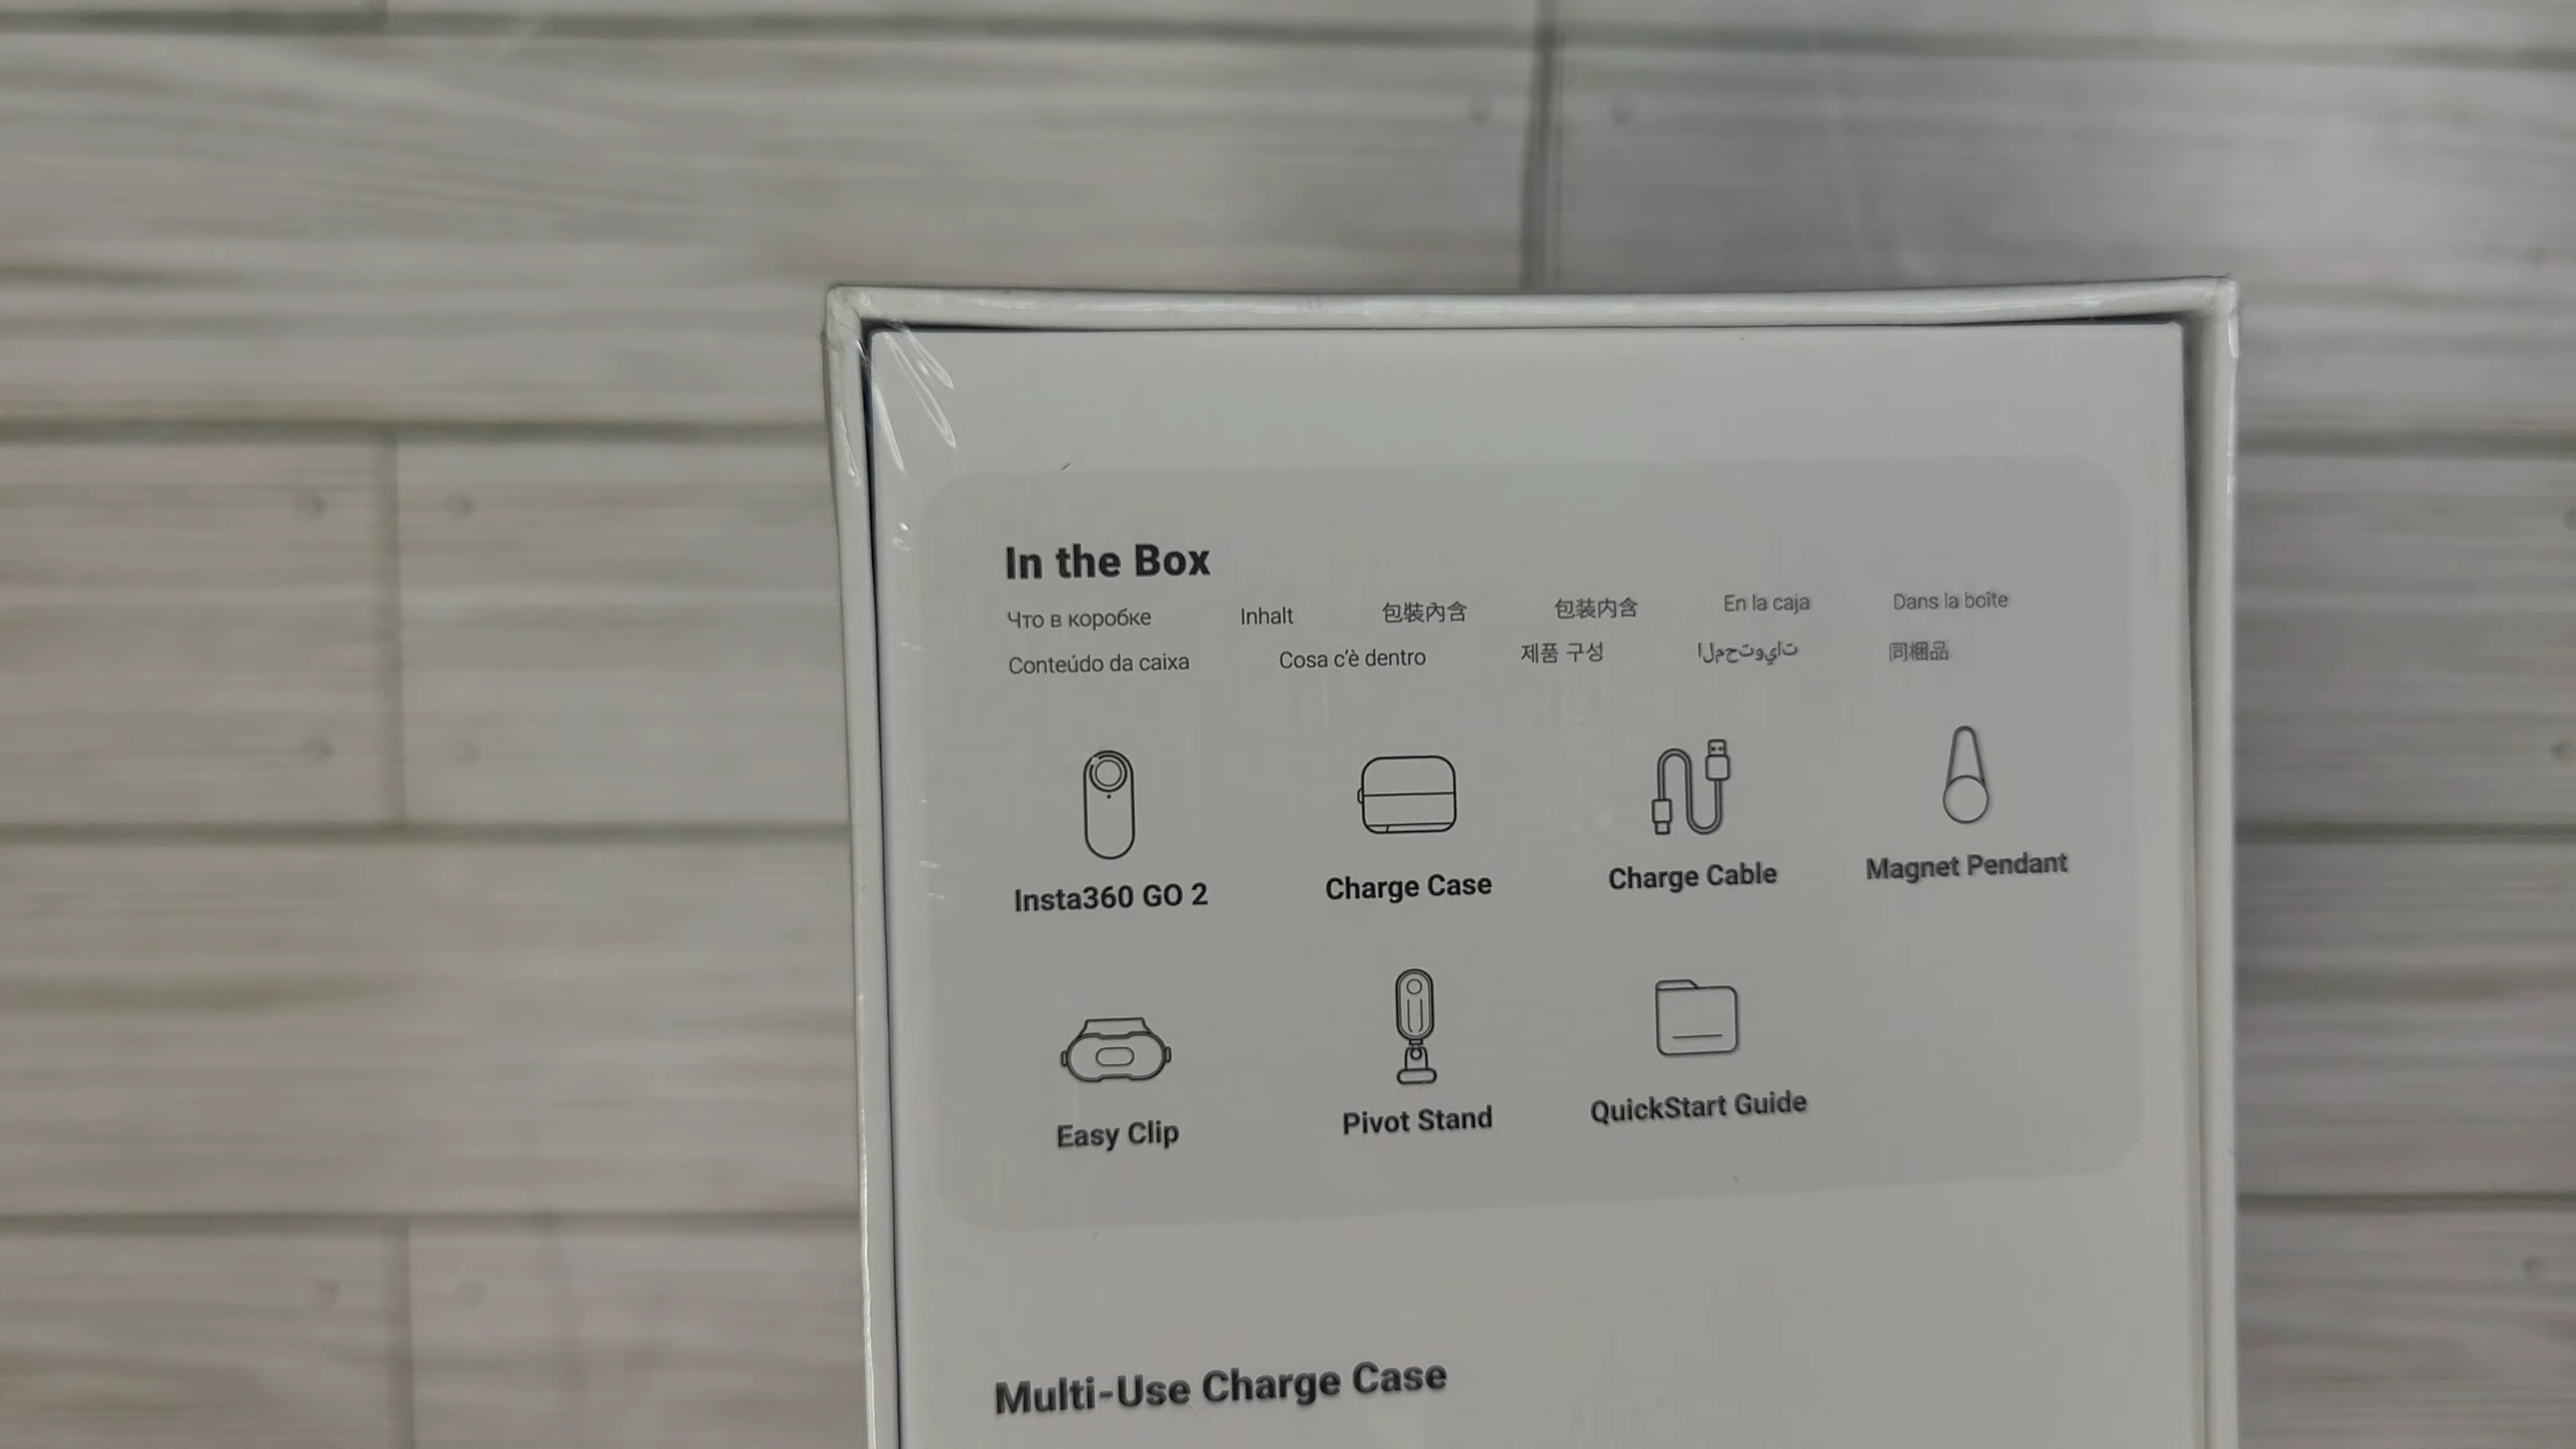 In the Box
Что в коробке Inhalt 包裝內含 包装内含 En la caja Dans la boîte
Conteúdo da caixa Cosa c'è dentro 제품 구성 المحتويات 同梱品
Insta360 GO 2 Charge Case Charge Cable Magnet Pendant
Easy Clip Pivot Stand QuickStart Guide
Multi-Use Charge Case